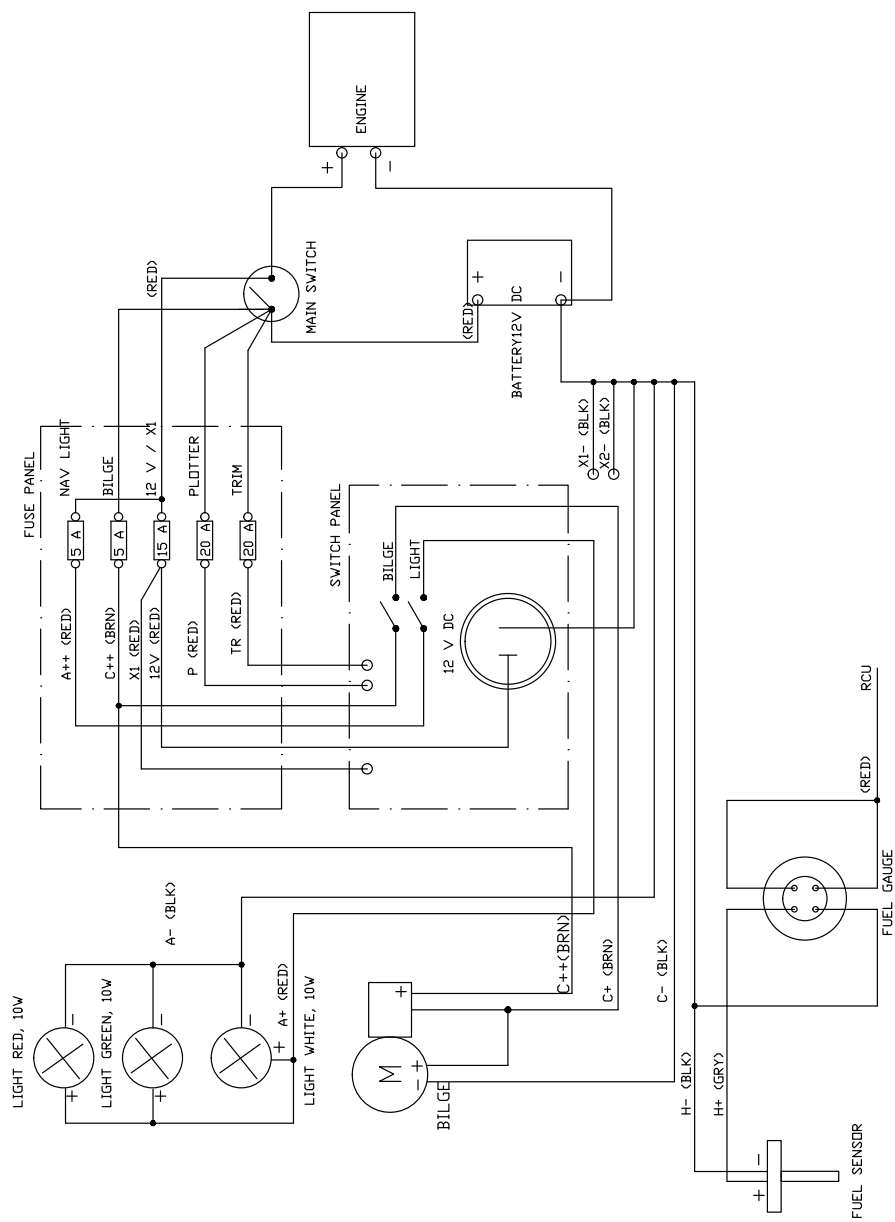 ENGINE
+
-
MAIN SWITCH
(RED)
+
-
(RED)
BATTERY12V DC
FUSE PANEL
NAV LIGHT
BILGE
12 V / X1
PLOTTER
TRIM
5 A
5 A
15 A
20 A
20 A
A++ (RED)
C++ (BRN)
X1 (RED)
12V (RED)
P (RED)
TR (RED)
SWITCH PANEL
BILGE
LIGHT
12 V DC
X1- (BLK)
X2- (BLK)
A- (BLK)
LIGHT RED, 10W
+
-
LIGHT GREEN, 10W
+
-
LIGHT WHITE, 10W
+
-
A+ (RED)
C++(BRN)
C+ (BRN)
C- (BLK)
+
M
-
+
BILGE
H- (BLK)
H+ (GRY)
RCU
(RED)
FUEL GAUGE
+
-
FUEL SENSOR